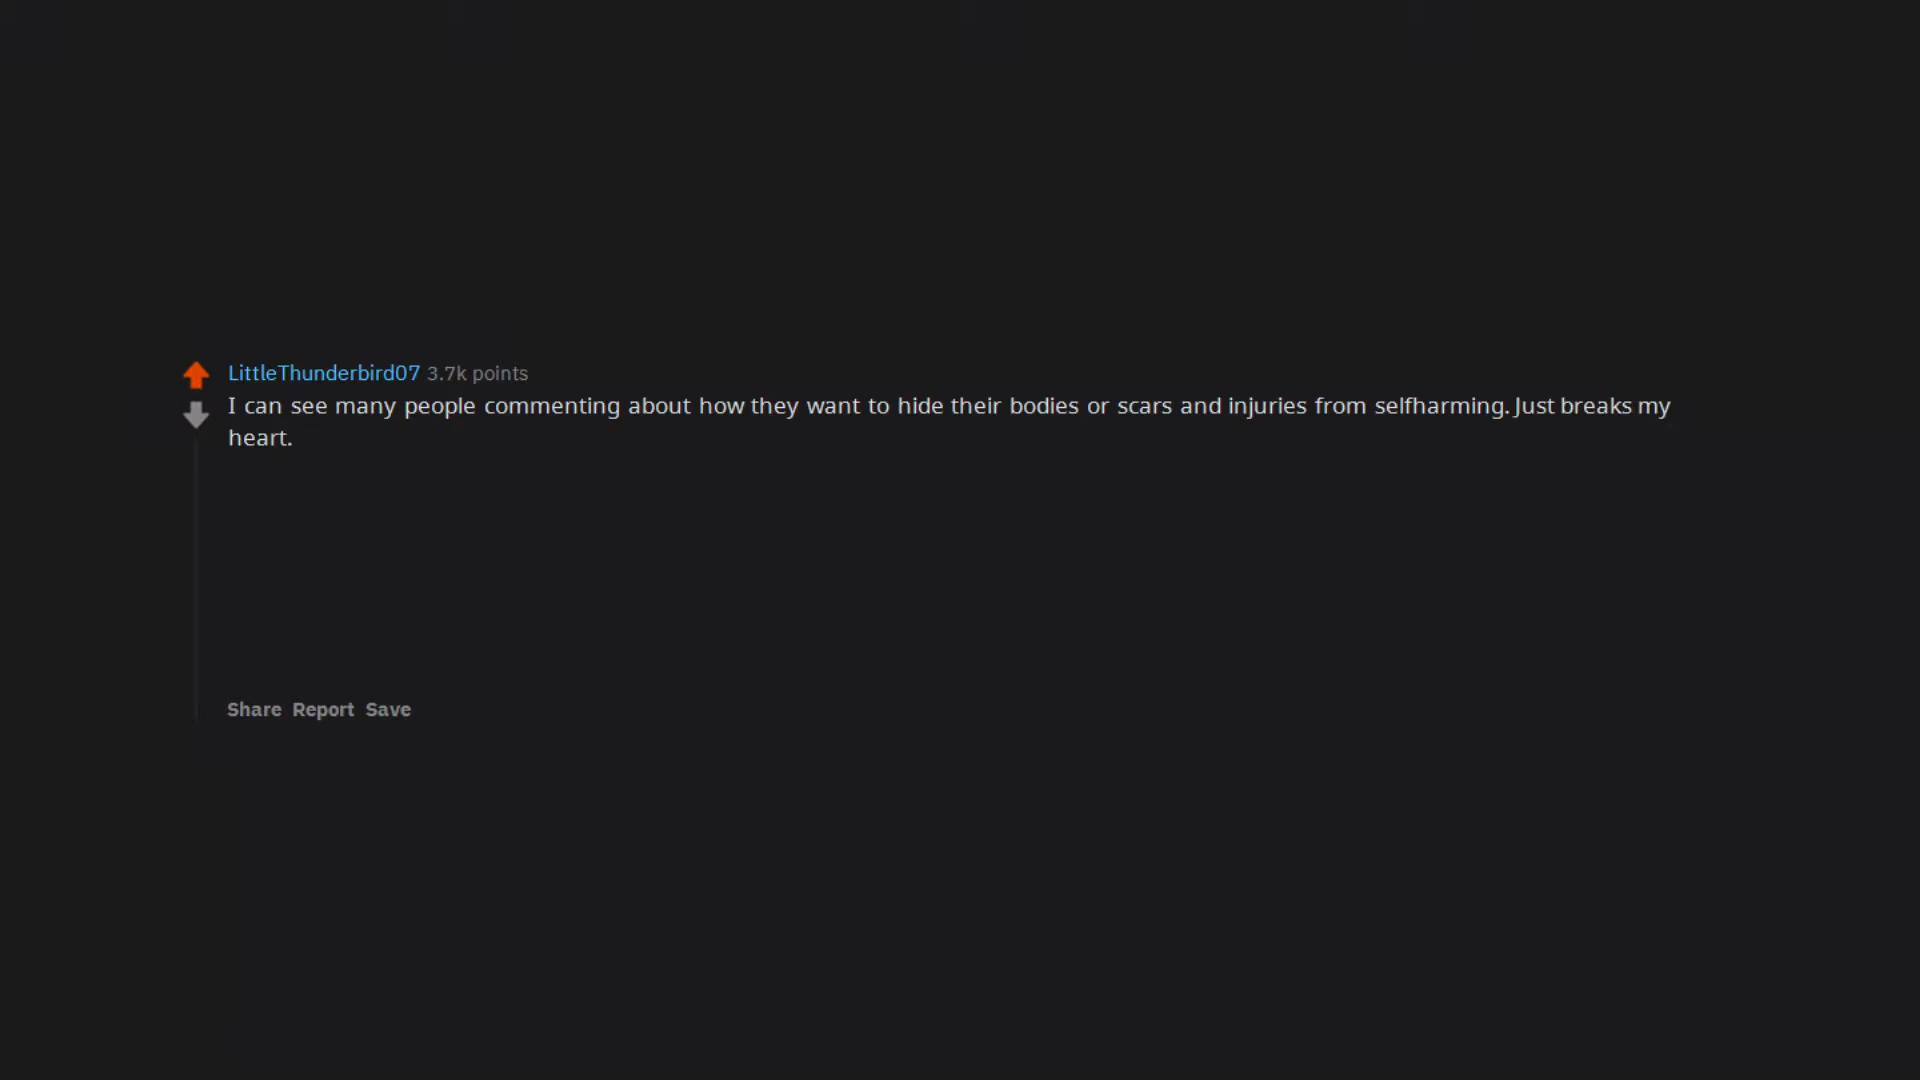 LittleThunderbird07 3.7k points
I can see many people commenting about how they want to hide their bodies or scars and injuries from selfharming. Just breaks my
heart.
Share Report Save